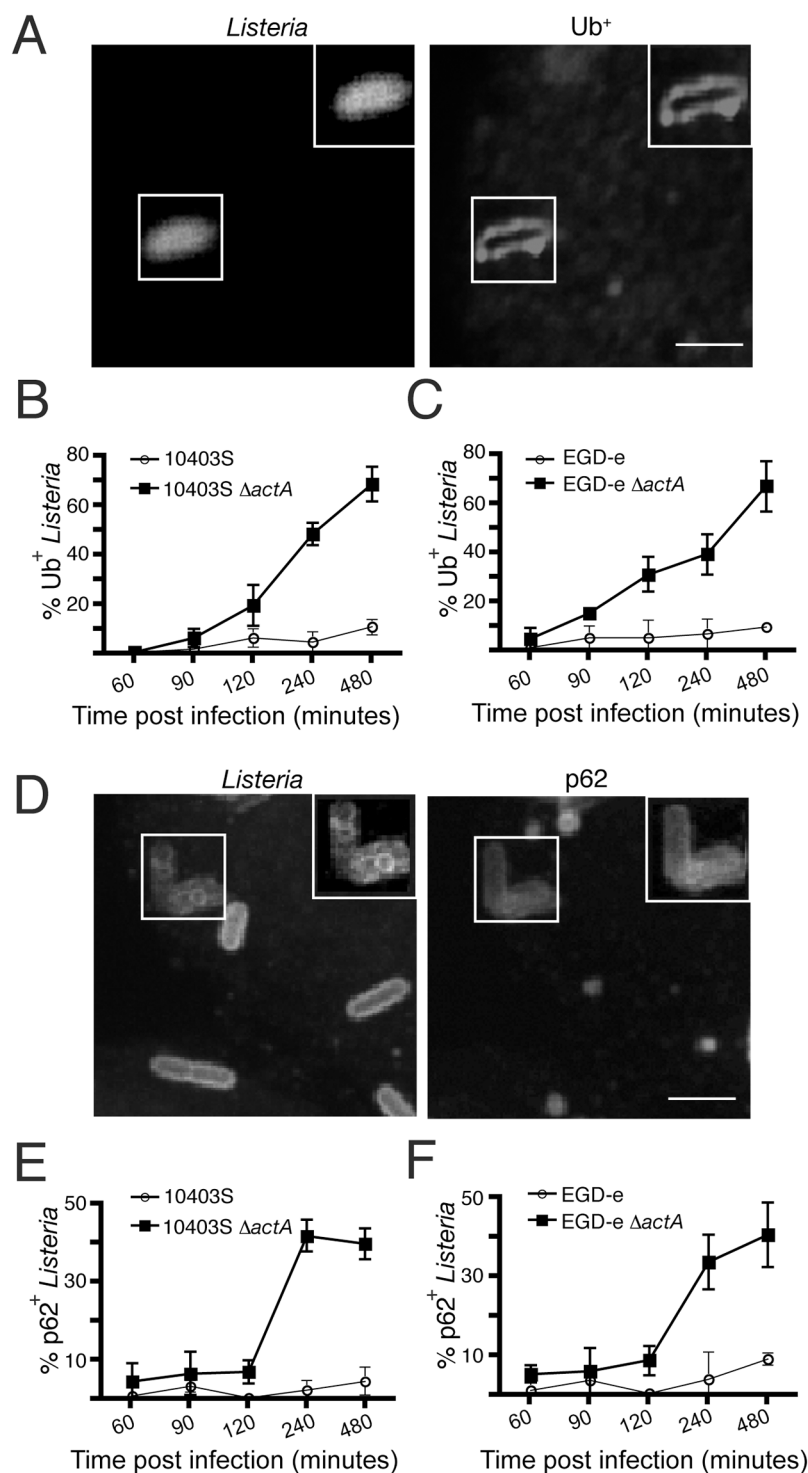 A
Listeria
Ub⁺
B
10403S
10403S ΔactA
% Ub⁺ Listeria
80
60
40
20
60
90
120
240
480
Time post infection (minutes)
C
EGD-e
EGD-e ΔactA
% Ub⁺ Listeria
80
60
40
20
60
90
120
240
480
Time post infection (minutes)
D
Listeria
p62
E
10403S
10403S ΔactA
% p62⁺ Listeria
50
30
10
60
90
120
240
480
Time post infection (minutes)
F
EGD-e
EGD-e ΔactA
% p62⁺ Listeria
50
30
10
60
90
120
240
480
Time post infection (minutes)